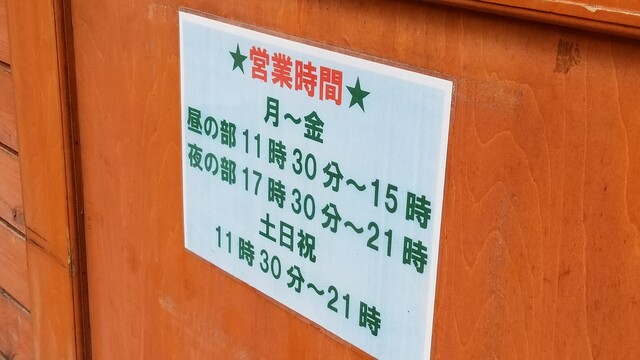 ★営業時間★
月～金
昼の部11時30分～15時
夜の部17時30分～21時
土日祝
11時30分～21時